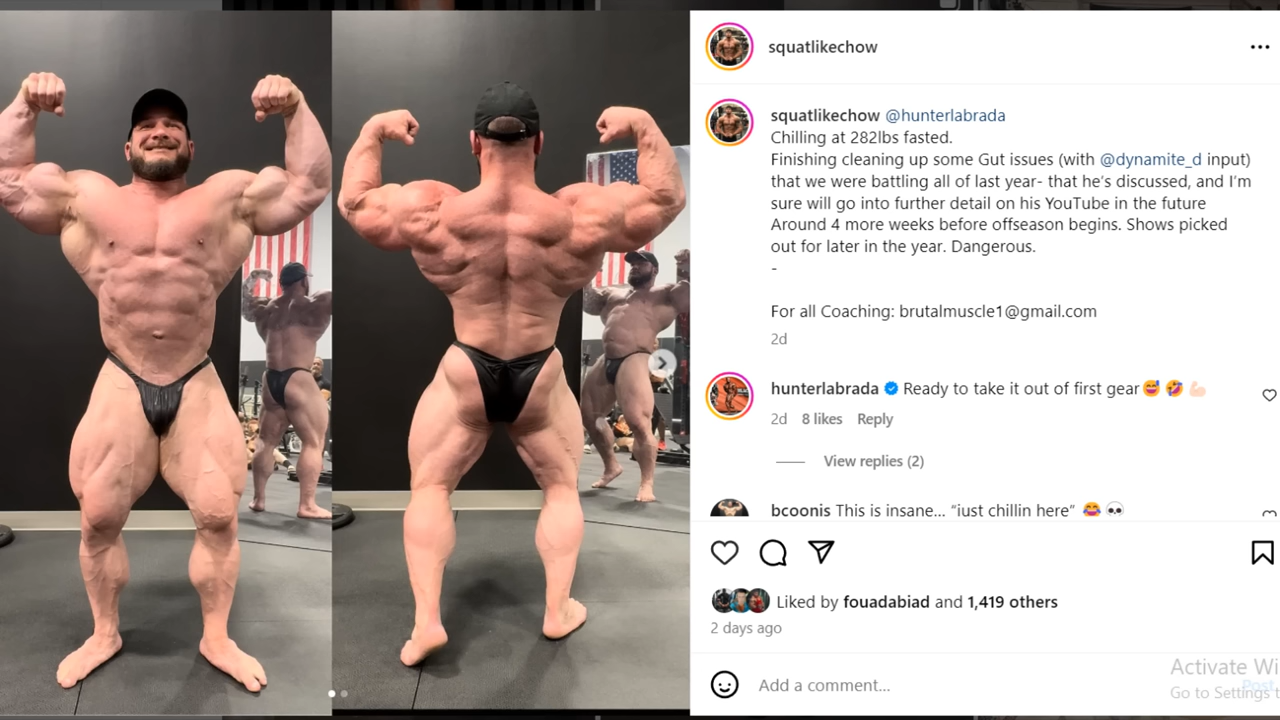 squatlikechow
squatlikechow @hunterlabrada
Chilling at 282lbs fasted.
Finishing cleaning up some Gut issues (with @dynamite_d input)
that we were battling all of last year- that he's discussed, and I'm
sure will go into further detail on his YouTube in the future
Around 4 more weeks before offseason begins. Shows picked
out for later in the year. Dangerous.
-
For all Coaching: brutalmuscle1@gmail.com
2d
hunterlabrada Ready to take it out of first gear😅🤣💪🏻
2d 8 likes Reply
View replies (2)
bcoonis This is insane... “just chillin here” 😂💀
Liked by fouadabiad and 1,419 others
2 days ago
Add a comment...
Post
Activate Wi
Go to Settings t